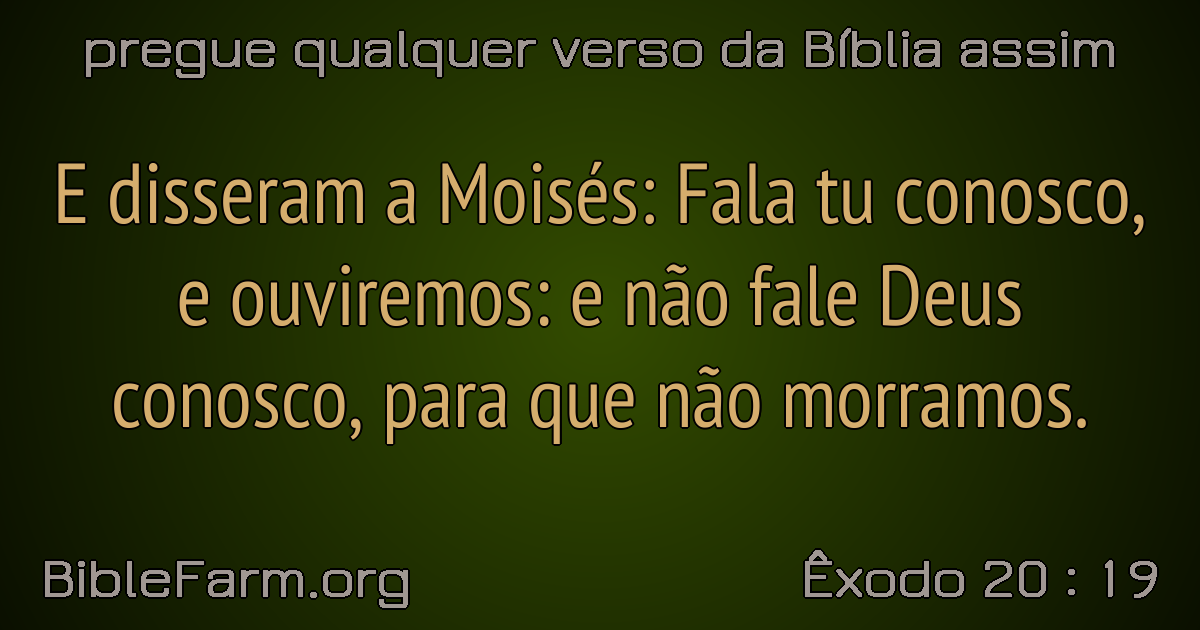 pregue qualquer verso da Bíblia assim
E disseram a Moisés: Fala tu conosco,
e ouviremos: e não fale Deus
conosco, para que não morramos.
BibleFarm.org
Êxodo 20 : 19